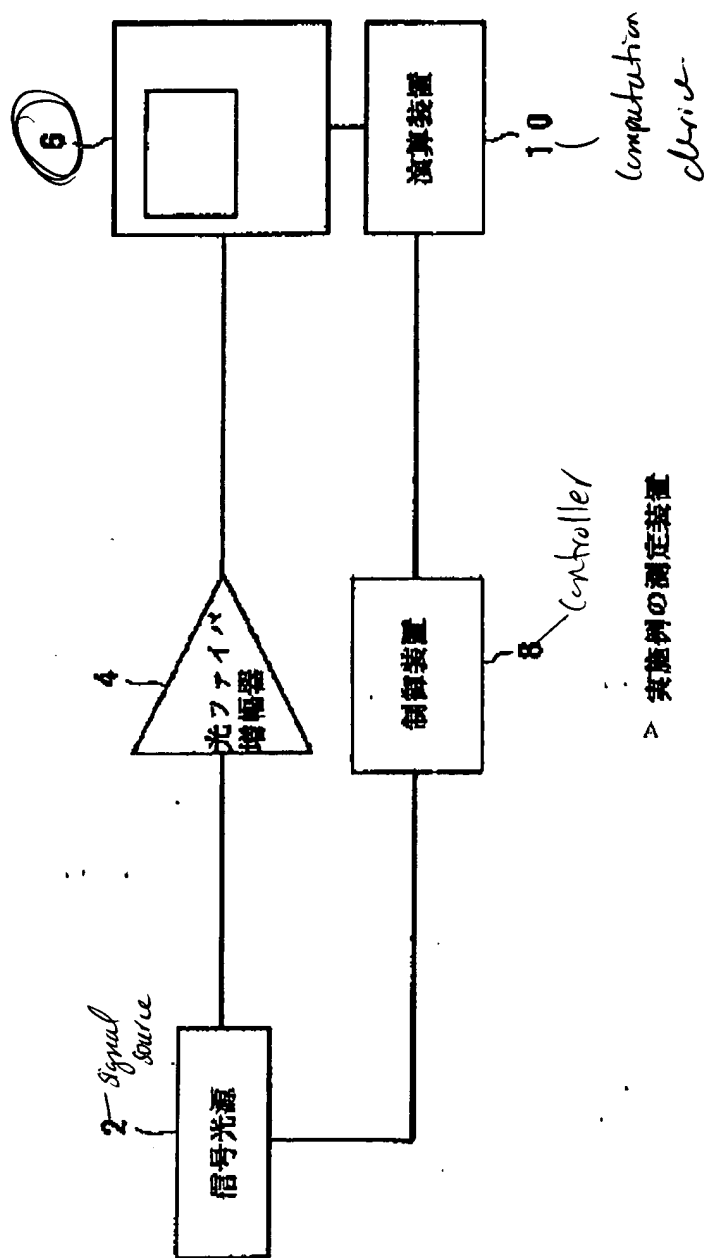 2
signal
source
信号光源
4
光ファイバ
増幅器
6
8
Controller
制御装置
10
Computation
device
演算装置
実施例の測定装置